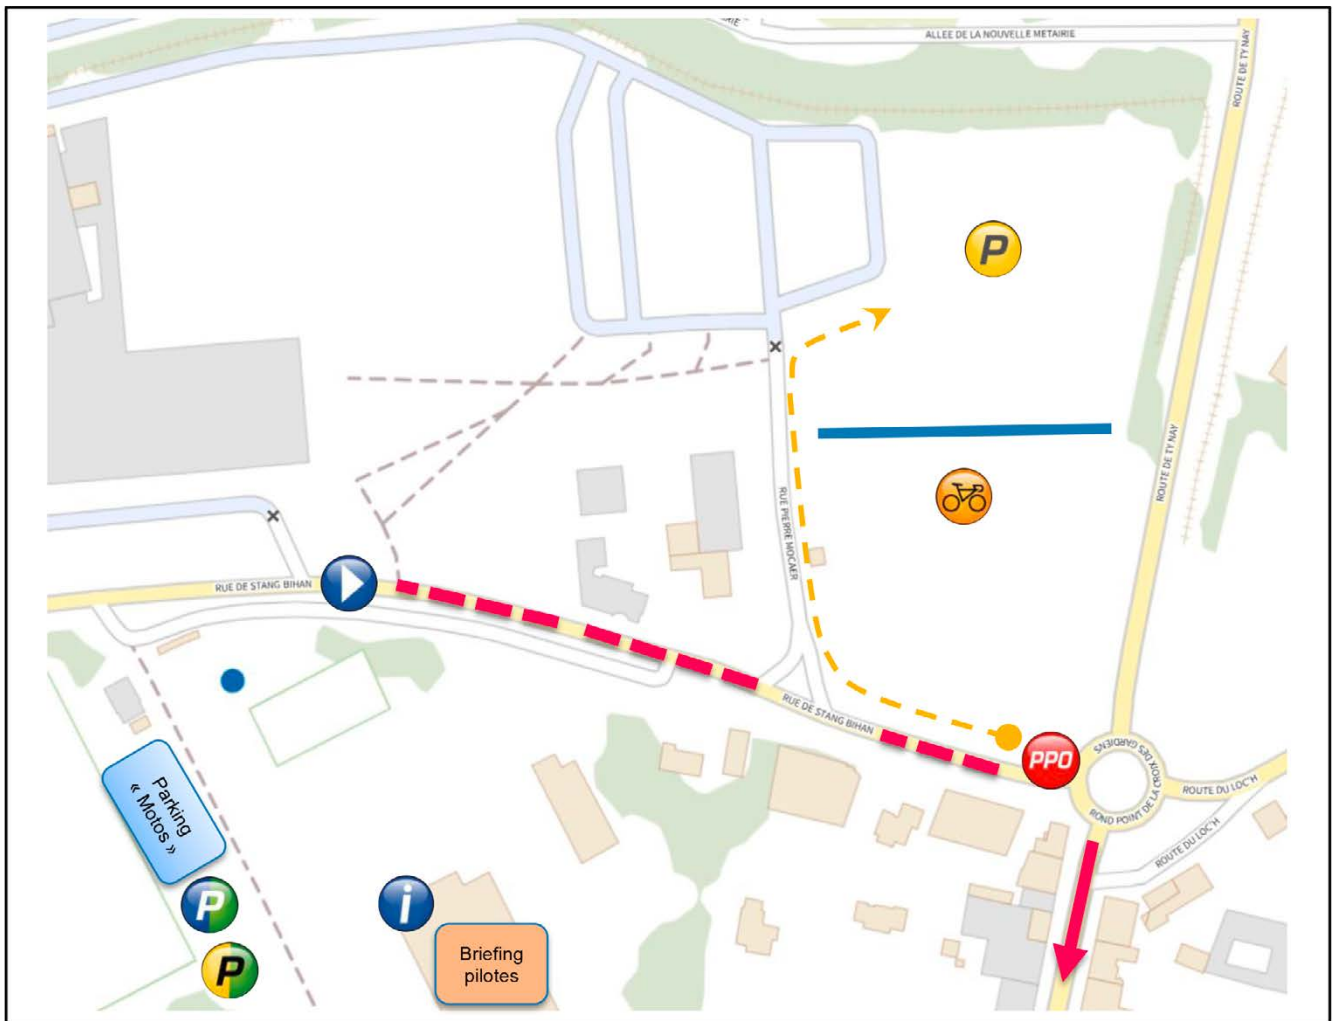 RIE
ALLEE DE LA NOUVELLE METAIRIE
ROUTE DE TY NAY
P
ROUTE DE TY NAY
RUE PIERRE MOCAER
RUE DE STANG BIHAN
RUE DE STANG BIHAN
PPO
ROND POINT DE LA CROIX DES GARDIENS
ROUTE DU LOC'H
ROUTE DU LOC'H
Parking
« Motos »
P
i
P
Briefing
pilotes